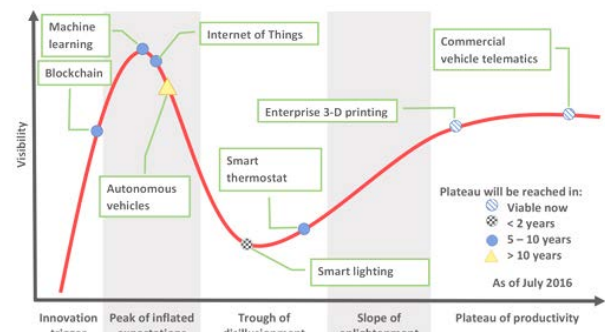 Machine
learning
Internet of Things
Blockchain
Commercial
vehicle telematics
Enterprise 3-D printing
Autonomous
vehicles
Smart
thermostat
Smart lighting
Visibility
Plateau will be reached in:
Viable now
< 2 years
5 – 10 years
> 10 years
As of July 2016
Innovation
Peak of inflated
Trough of
Slope of
Plateau of productivity